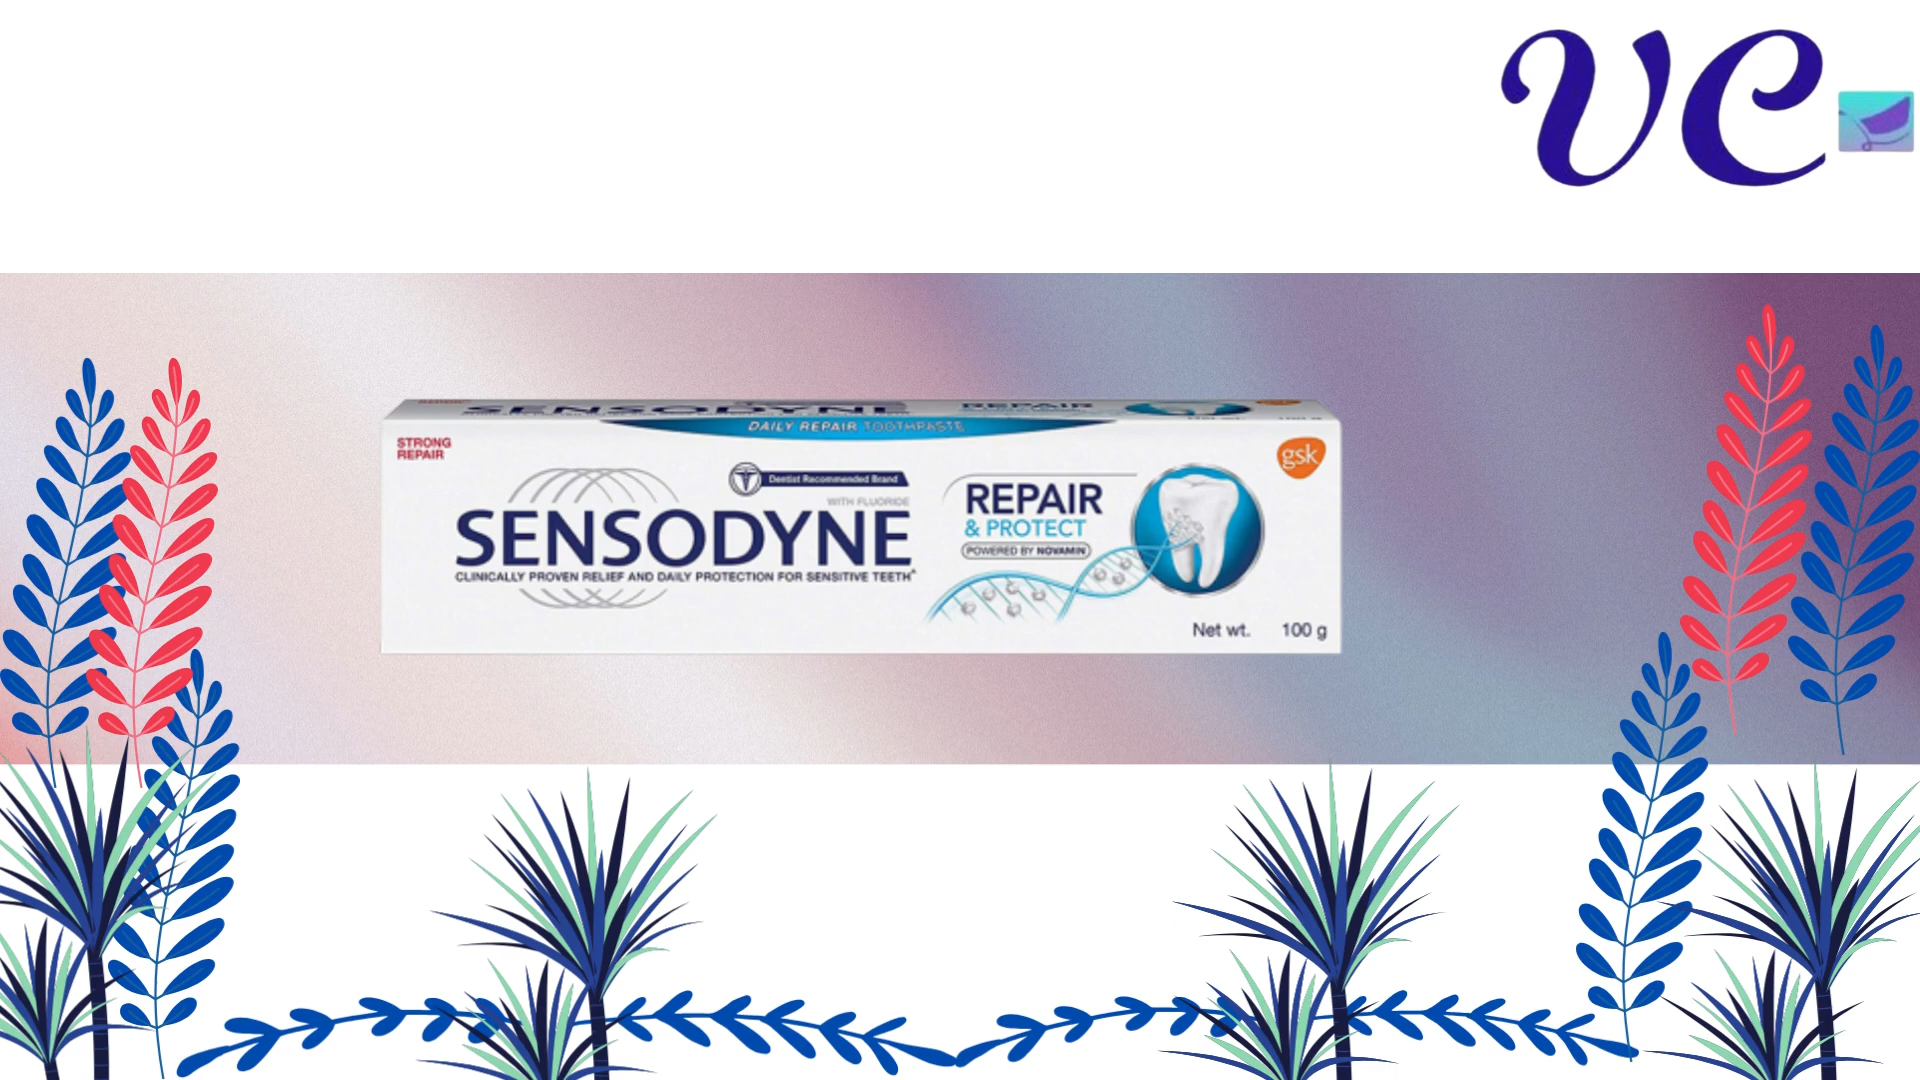 VC
SENSODYNE
REPAIR
DAILY REPAIR TOOTHPASTE
STRONG
REPAIR
gsk
Dentist Recommended Brand
WITH FLUORIDE
SENSODYNE
CLINICALLY PROVEN RELIEF AND DAILY PROTECTION FOR SENSITIVE TEETH^
REPAIR
& PROTECT
POWERED BY NOVAMIN
Net wt. 100 g